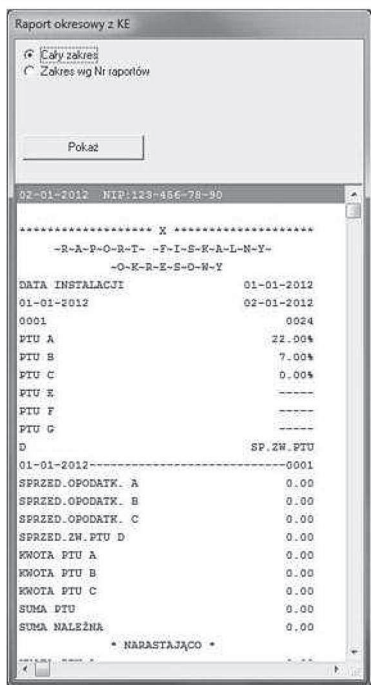 Raport okresowy z KE
Cały zakres
Zakres wg Nr raportów
Pokaż
02-01-2012 NIP:123-456-78-90
******************* X ********************
~R~A~P~O~R~T~ ~F~I~S~K~A~L~N~Y~
~O~K~R~E~S~O~W~Y
DATA INSTALACJI 01-01-2012
01-01-2012 02-01-2012
0001 0024
PTU A 22.00%
PTU B 7.00%
PTU C 0.00%
PTU E -----
PTU F -----
PTU G -----
D SP.ZW.PTU
01-01-2012-----------------------------0001
SPRZED.OPODATK. A 0.00
SPRZED.OPODATK. B 0.00
SPRZED.OPODATK. C 0.00
SPRZED.ZW.PTU D 0.00
KWOTA PTU A 0.00
KWOTA PTU B 0.00
KWOTA PTU C 0.00
SUMA PTU 0.00
SUMA NALEŻNA 0.00
* NARASTAJĄCO *